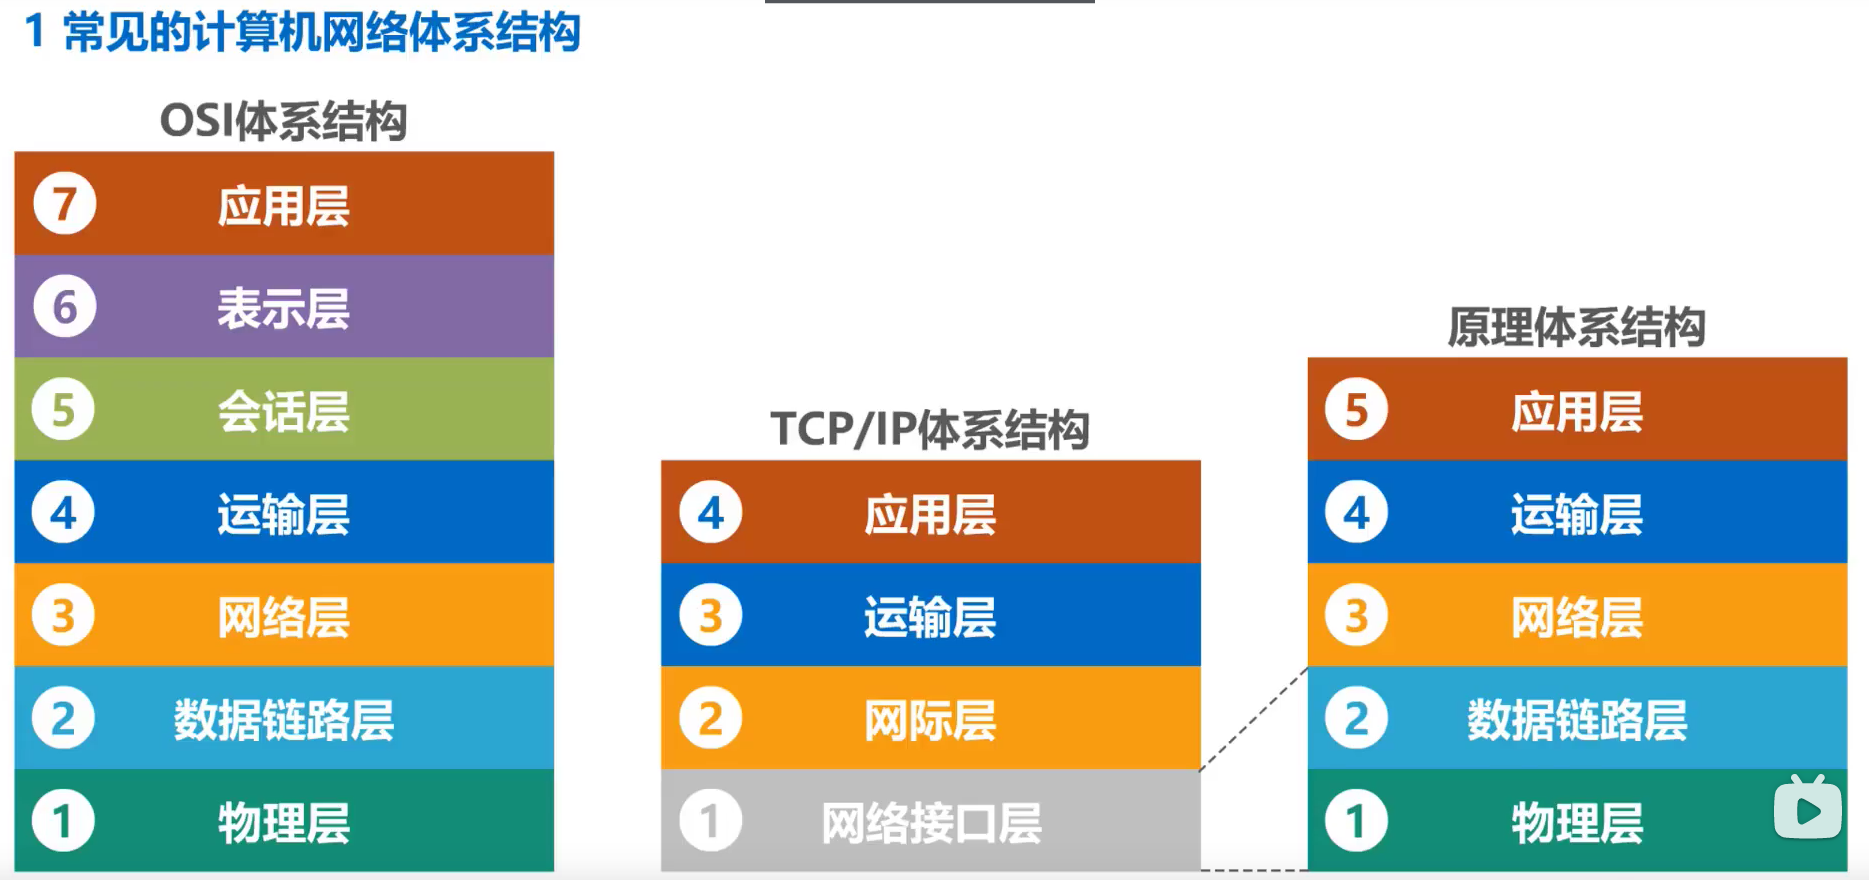 1 常见的计算机网络体系结构
OSI体系结构
7 应用层
6 表示层
5 会话层
4 运输层
3 网络层
2 数据链路层
1 物理层
TCP/IP体系结构
4 应用层
3 运输层
2 网际层
1 网络接口层
原理体系结构
5 应用层
4 运输层
3 网络层
2 数据链路层
1 物理层